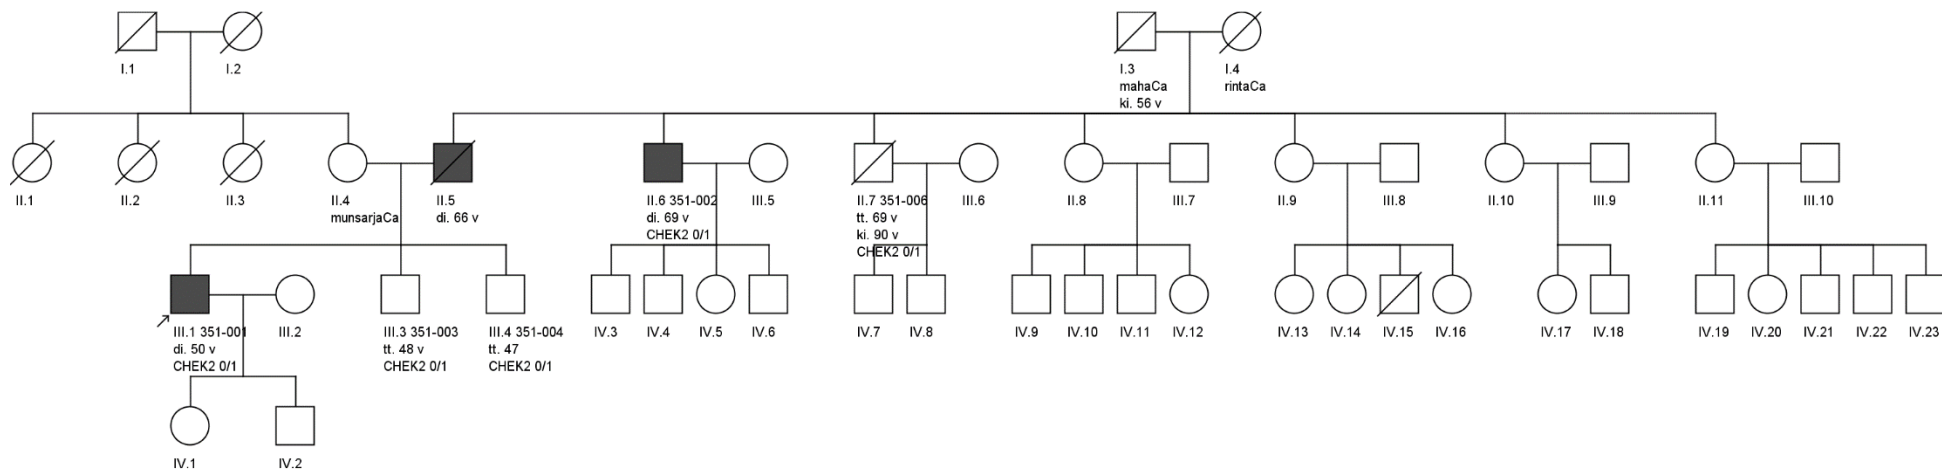 I.1
I.2
I.3
mahaCa
ki. 56 v
I.4
rintaCa
II.1
II.2
II.3
II.4
munsarjaCa
II.5
di. 66 v
II.6 351-002
di. 69 v
CHEK2 0/1
III.5
II.7 351-006
tt. 69 v
ki. 90 v
CHEK2 0/1
III.6
II.8
III.7
II.9
III.8
II.10
III.9
II.11
III.10
III.1 351-001
di. 50 v
CHEK2 0/1
III.2
III.3 351-003
tt. 48 v
CHEK2 0/1
III.4 351-004
tt. 47
CHEK2 0/1
IV.3
IV.4
IV.5
IV.6
IV.7
IV.8
IV.9
IV.10
IV.11
IV.12
IV.13
IV.14
IV.15
IV.16
IV.17
IV.18
IV.19
IV.20
IV.21
IV.22
IV.23
IV.1
IV.2